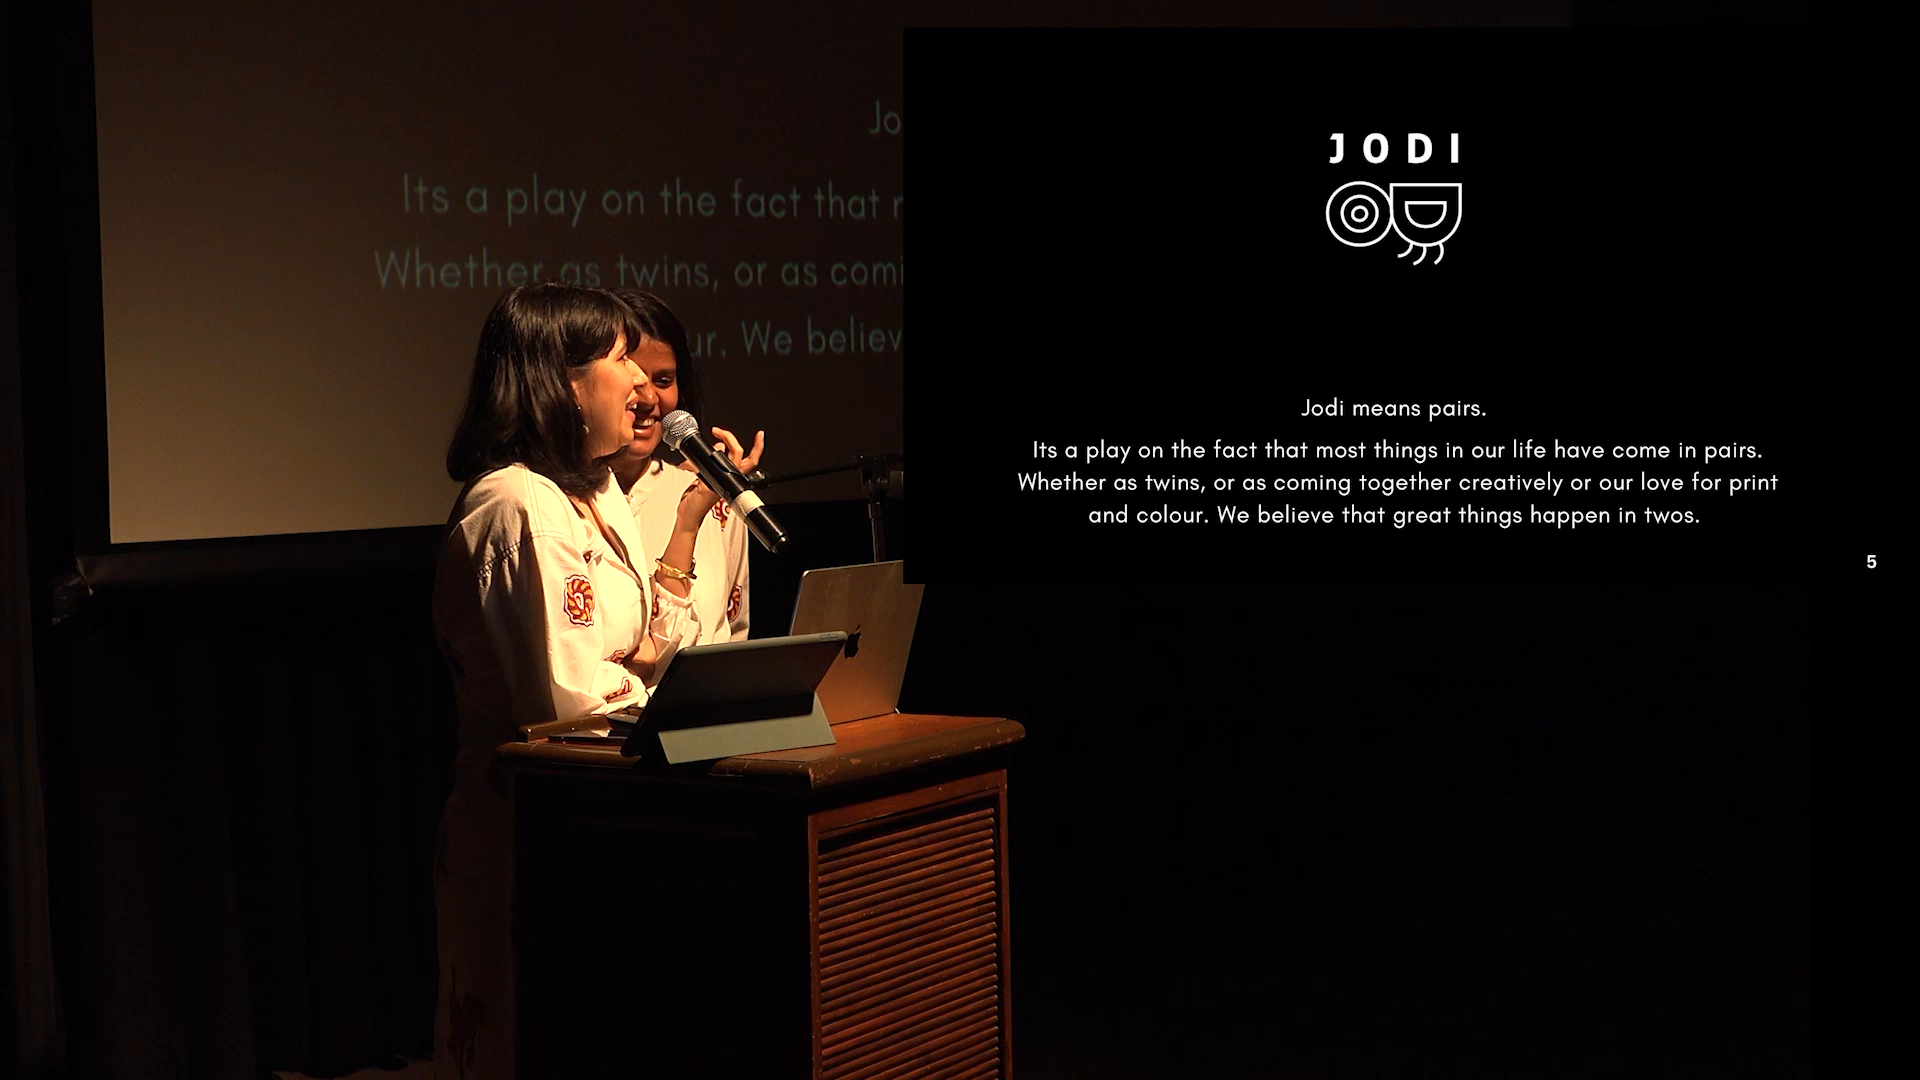 Jo
Its a play on the fact that
Whether as twins, or as comi
ur. We believ
JODI
Jodi means pairs.
Its a play on the fact that most things in our life have come in pairs.
Whether as twins, or as coming together creatively or our love for print
and colour. We believe that great things happen in twos.
5